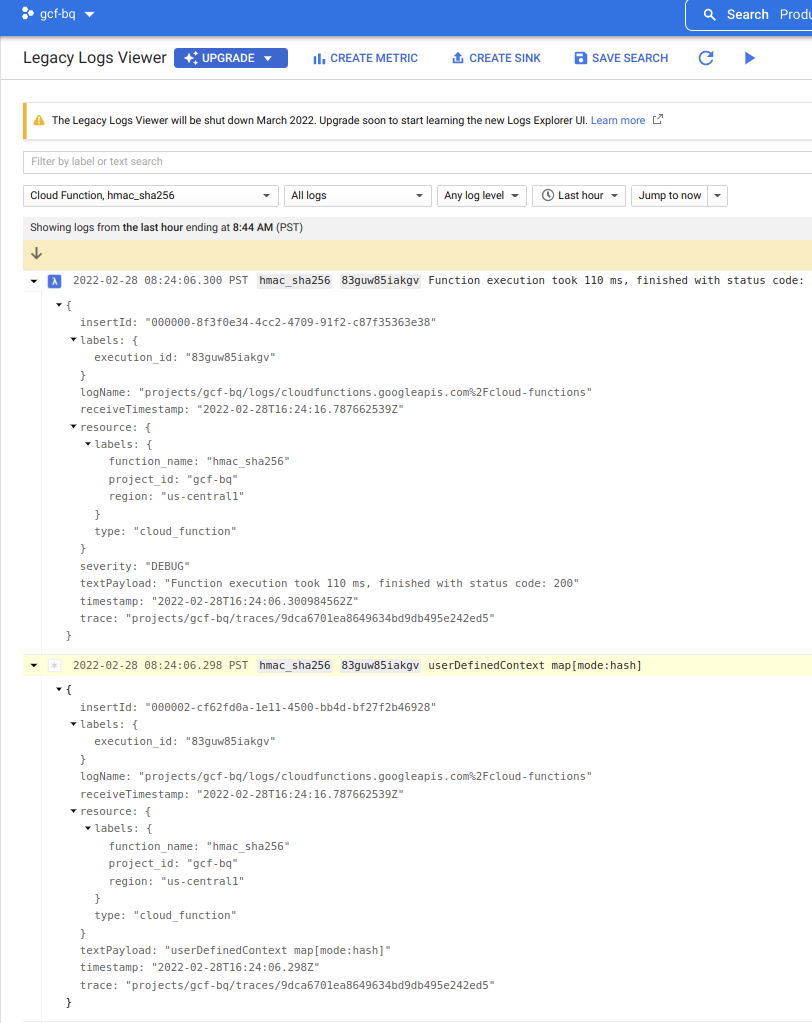 gcf-bq
Search Produ
Legacy Logs Viewer UPGRADE CREATE METRIC CREATE SINK SAVE SEARCH
The Legacy Logs Viewer will be shut down March 2022. Upgrade soon to start learning the new Logs Explorer UI. Learn more
Filter by label or text search
Cloud Function, hmac_sha256 All logs Any log level Last hour Jump to now
Showing logs from the last hour ending at 8:44 AM (PST)
2022-02-28 08:24:06.300 PST hmac_sha256 83guw85iakgv Function execution took 110 ms, finished with status code:
{
insertId: "000000-8f3f0e34-4cc2-4709-91f2-c87f35363e38"
labels: {
execution_id: "83guw85iakgv"
}
logName: "projects/gcf-bq/logs/cloudfunctions.googleapis.com%2Fcloud-functions"
receiveTimestamp: "2022-02-28T16:24:16.787662539Z"
resource: {
labels: {
function_name: "hmac_sha256"
project_id: "gcf-bq"
region: "us-central1"
}
type: "cloud_function"
}
severity: "DEBUG"
textPayload: "Function execution took 110 ms, finished with status code: 200"
timestamp: "2022-02-28T16:24:06.300984562Z"
trace: "projects/gcf-bq/traces/9dca6701ea8649634bd9db495e242ed5"
}
2022-02-28 08:24:06.298 PST hmac_sha256 83guw85iakgv userDefinedContext map[mode:hash]
{
insertId: "000002-cf62fd0a-1e11-4500-bb4d-bf27f2b46928"
labels: {
execution_id: "83guw85iakgv"
}
logName: "projects/gcf-bq/logs/cloudfunctions.googleapis.com%2Fcloud-functions"
receiveTimestamp: "2022-02-28T16:24:16.787662539Z"
resource: {
labels: {
function_name: "hmac_sha256"
project_id: "gcf-bq"
region: "us-central1"
}
type: "cloud_function"
}
textPayload: "userDefinedContext map[mode:hash]"
timestamp: "2022-02-28T16:24:06.298Z"
trace: "projects/gcf-bq/traces/9dca6701ea8649634bd9db495e242ed5"
}